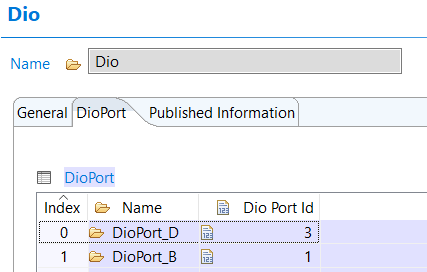 Dio
Name Dio
General DioPort Published Information
DioPort
Index Name Dio Port Id
0 DioPort_D 3
1 DioPort_B 1